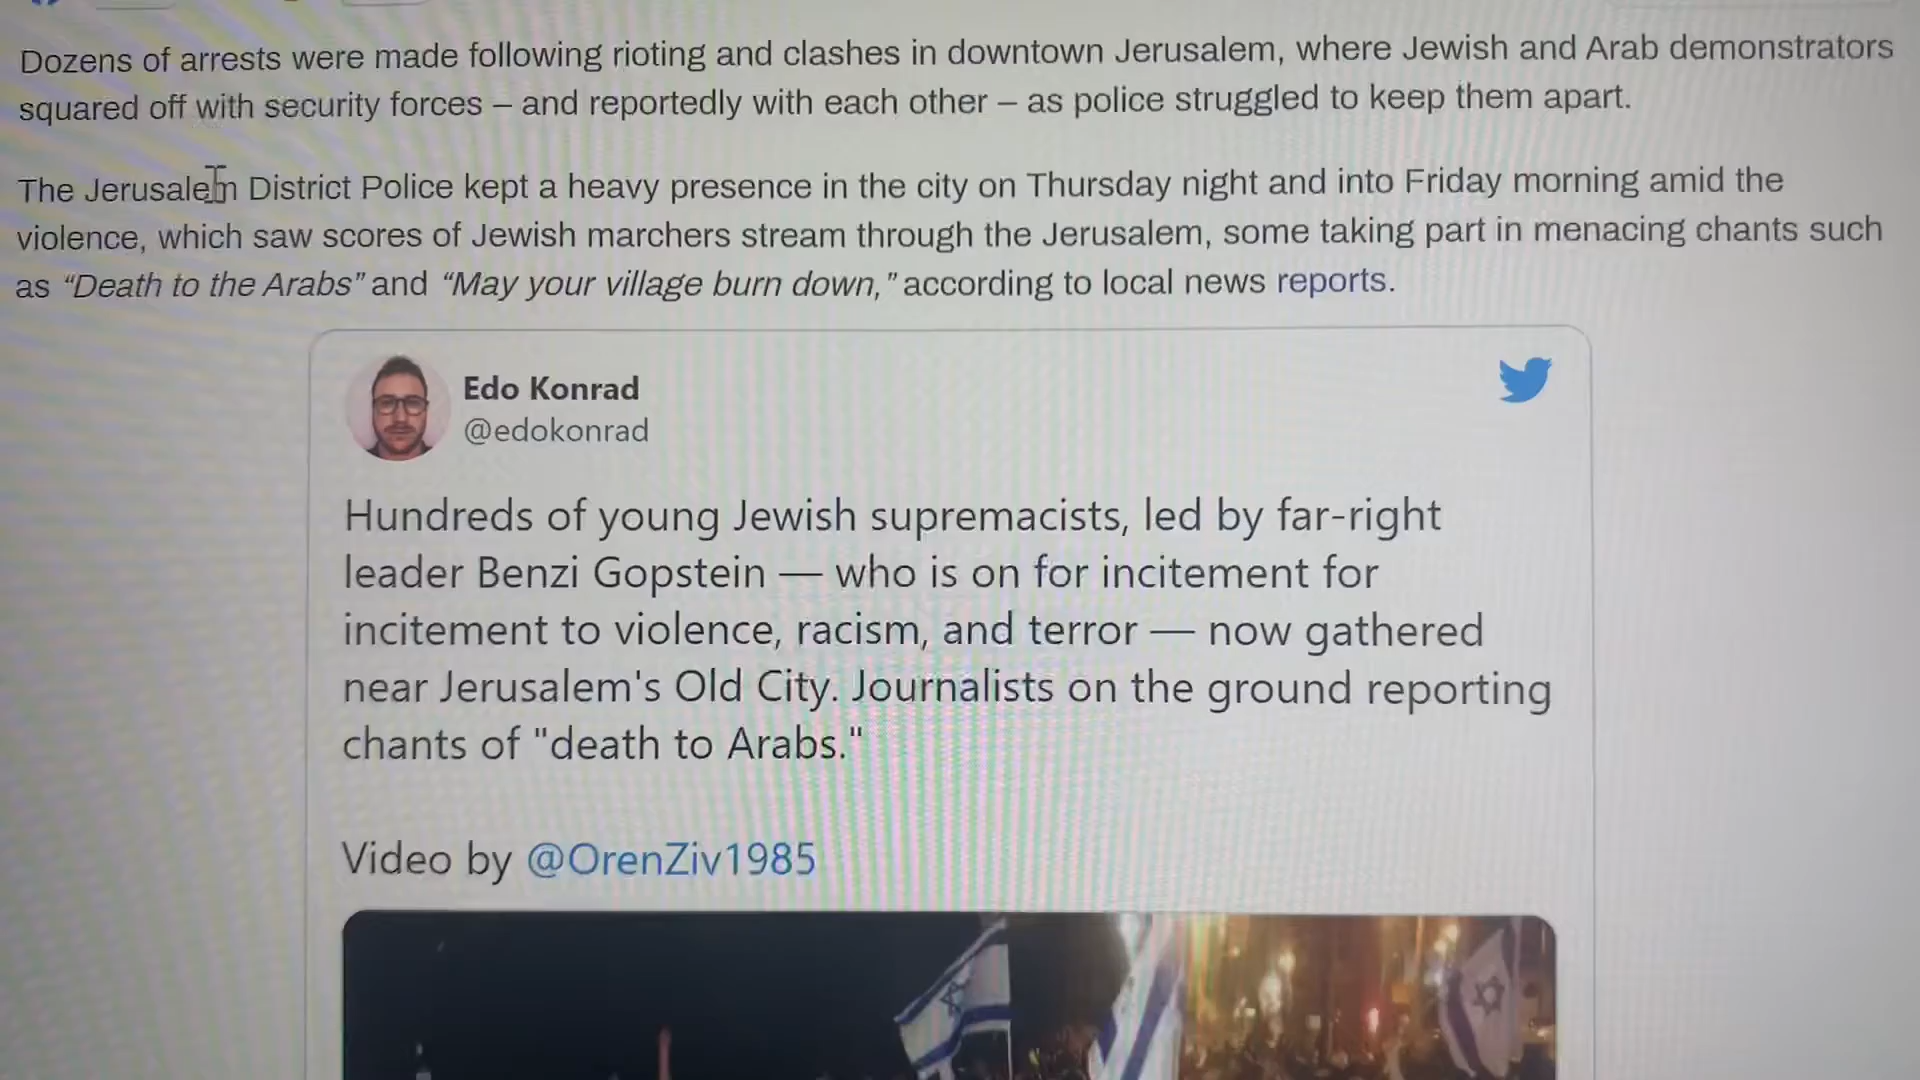 Dozens of arrests were made following rioting and clashes in downtown Jerusalem, where Jewish and Arab demonstrators
squared off with security forces – and reportedly with each other – as police struggled to keep them apart.
The Jerusalem District Police kept a heavy presence in the city on Thursday night and into Friday morning amid the
violence, which saw scores of Jewish marchers stream through the Jerusalem, some taking part in menacing chants such
as “Death to the Arabs” and “May your village burn down,” according to local news reports.
Edo Konrad
@edokonrad
Hundreds of young Jewish supremacists, led by far-right
leader Benzi Gopstein — who is on for incitement for
incitement to violence, racism, and terror — now gathered
near Jerusalem's Old City. Journalists on the ground reporting
chants of "death to Arabs."
Video by @OrenZiv1985